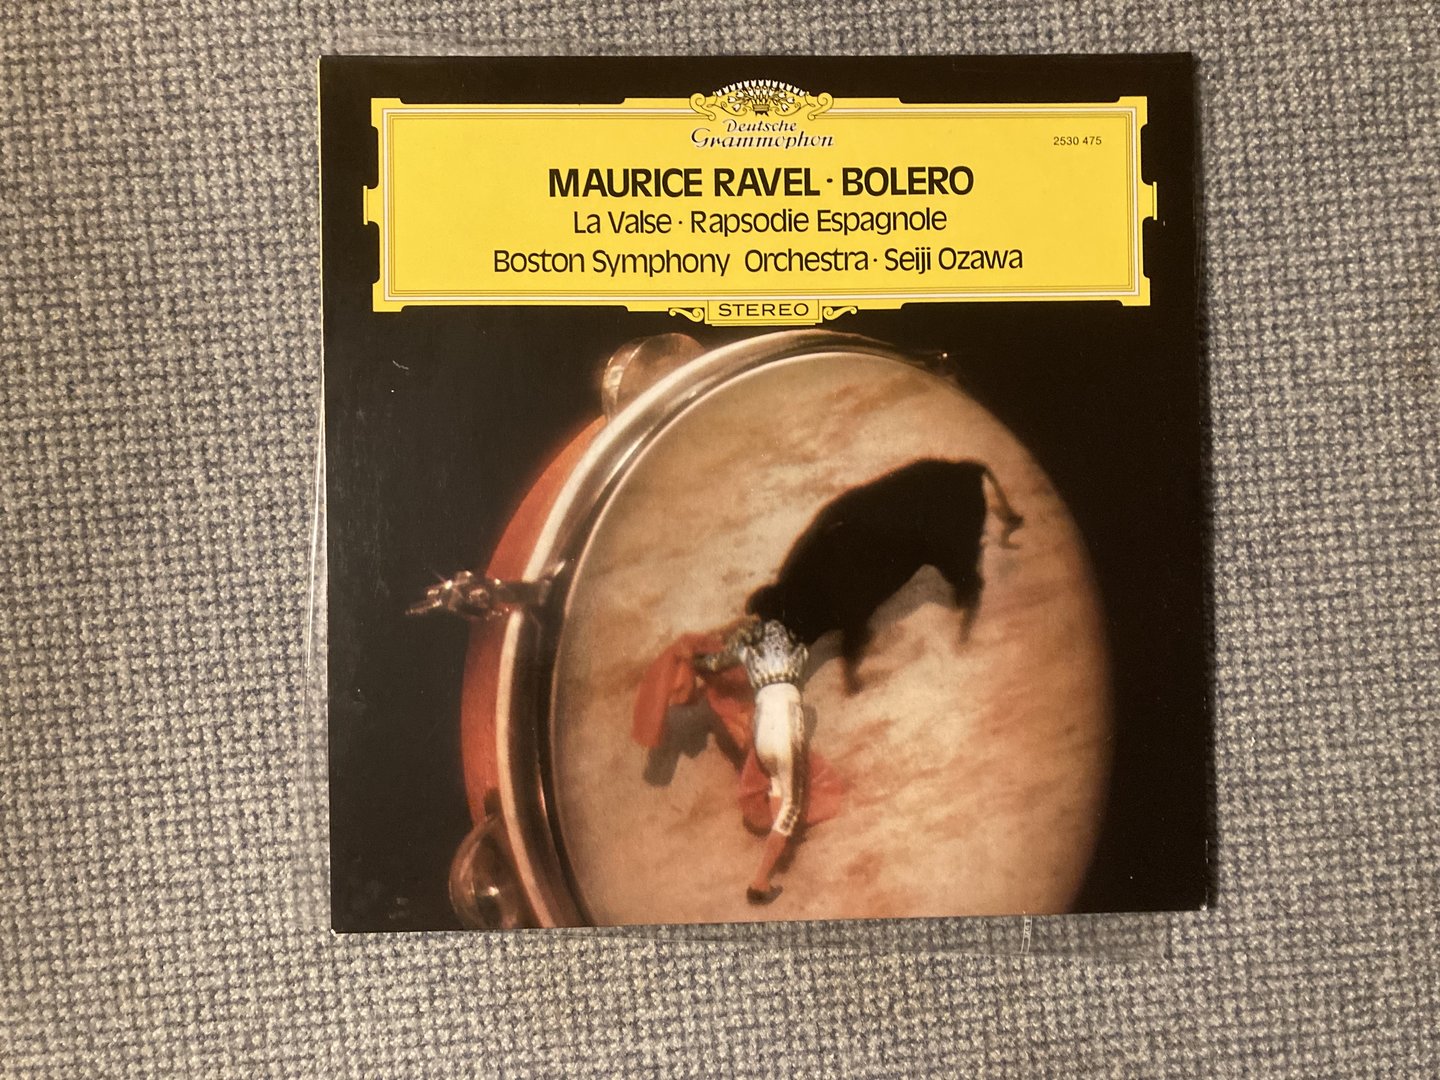 Deutsche
Grammophon
2530 475
MAURICE RAVEL · BOLERO
La Valse · Rapsodie Espagnole
Boston Symphony Orchestra · Seiji Ozawa
STEREO